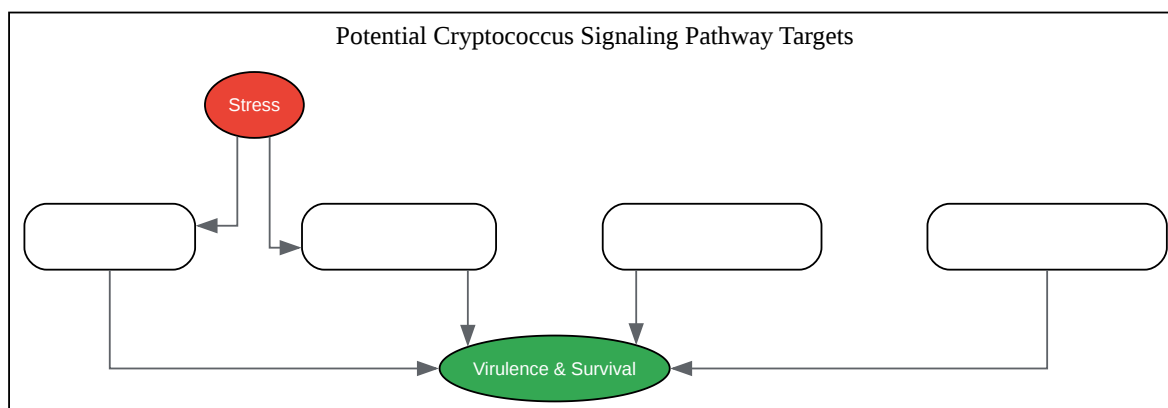 Potential Cryptococcus Signaling Pathway Targets
Stress
Virulence & Survival